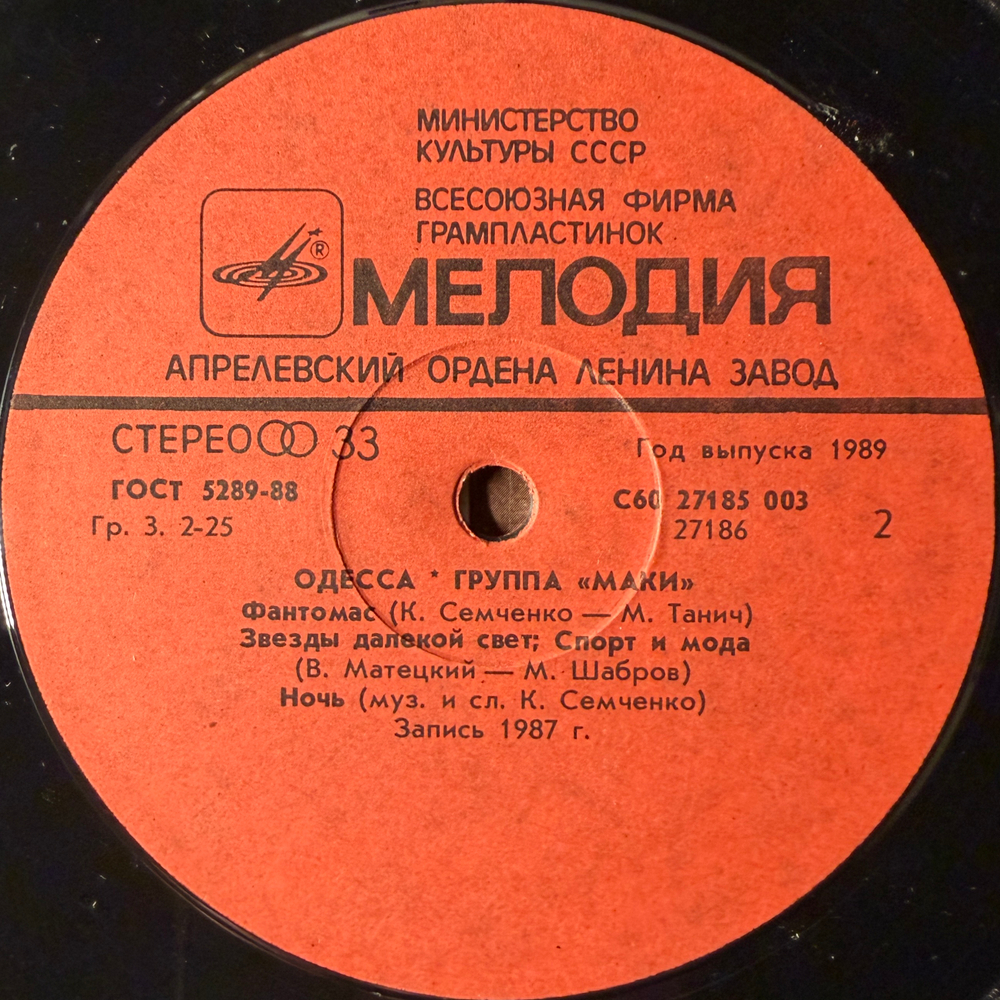 МИНИСТЕРСТВО
КУЛЬТУРЫ СССР
ВСЕСОЮЗНАЯ ФИРМА
ГРАМПЛАСТИНОК
®
МЕЛОДИЯ
АПРЕЛЕВСКИЙ ОРДЕНА ЛЕНИНА ЗАВОД
СТЕРЕО 33
Год выпуска 1989
ГОСТ 5289-88
С60 27185 003
Гр. 3. 2-25
27186
2
ОДЕССА * ГРУППА «МАКИ»
Фантомас (К. Семченко — М. Танич)
Звезды далекой свет; Спорт и мода
(В. Матецкий — М. Шабров)
Ночь (муз. и сл. К. Семченко)
Запись 1987 г.